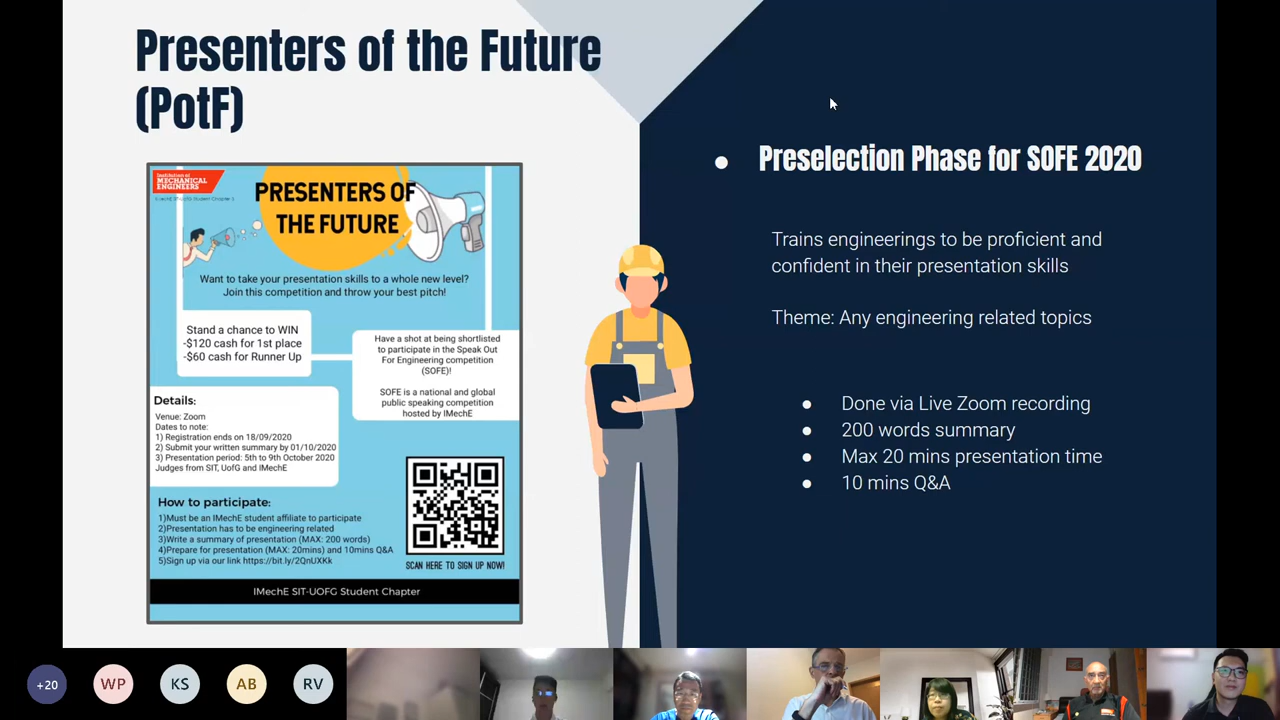 Presenters of the Future
(PotF)
Institution of
MECHANICAL
ENGINEERS
PRESENTERS OF
THE FUTURE
Want to take your presentation skills to a whole new level?
Join this competition and throw your best pitch!
Stand a chance to WIN
-$120 cash for 1st place
-$60 cash for Runner Up
Have a shot at being shortlisted
to participate in the Speak Out
For Engineering competition
(SOFE)!
SOFE is a national and global
public speaking competition
hosted by IMechE
Details:
Venue: Zoom
Dates to note:
1) Registration ends on 18/09/2020
2) Submit your written summary by 01/10/2020
3) Presentation period: 5th to 9th October 2020
Judges from SIT, UofG and IMechE
How to participate:
1)Must be an IMechE student affiliate to participate
2)Presentation has to be engineering related
3)Write a summary of presentation (MAX: 200 words)
4)Prepare for presentation (MAX: 20mins) and 10mins Q&A
5)Sign up via our link https://bit.ly/2QnUXKk
SCAN HERE TO SIGN UP NOW!
IMechE SIT-UOFG Student Chapter
● Preselection Phase for SOFE 2020
Trains engineerings to be proficient and
confident in their presentation skills
Theme: Any engineering related topics
● Done via Live Zoom recording
● 200 words summary
● Max 20 mins presentation time
● 10 mins Q&A
+20
WP
KS
AB
RV